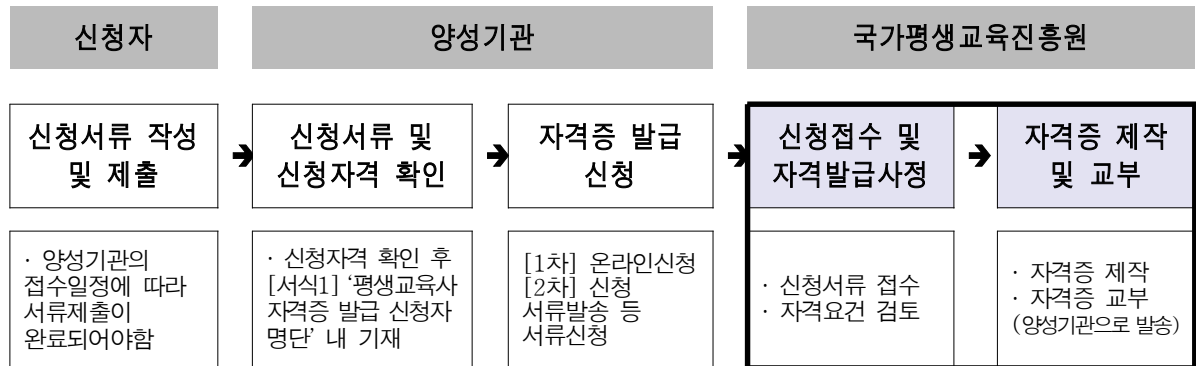 신청자
양성기관
국가평생교육진흥원
신청서류 작성
및 제출
➔
신청서류 및
신청자격 확인
➔
자격증 발급
신청
➔
신청접수 및
자격발급사정
➔
자격증 제작
및 교부
· 양성기관의
접수일정에 따라
서류제출이
완료되어야함
· 신청자격 확인 후
[서식1] ‘평생교육사
자격증 발급 신청자
명단’ 내 기재
[1차] 온라인신청
[2차] 신청
서류발송 등
서류신청
· 신청서류 접수
· 자격요건 검토
· 자격증 제작
· 자격증 교부
(양성기관으로 발송)